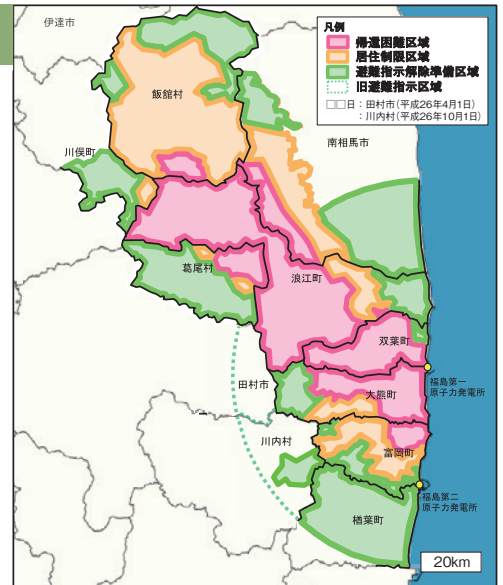 伊達市
凡例
帰還困難区域
居住制限区域
避難指示解除準備区域
旧避難指示区域
□□日：田村市（平成26年4月1日）
：川内村（平成26年10月1日）
飯舘村
南相馬市
川俣町
葛尾村
浪江町
双葉町
福島第一
原子力発電所
田村市
大熊町
川内村
富岡町
福島第二
原子力発電所
楢葉町
20km